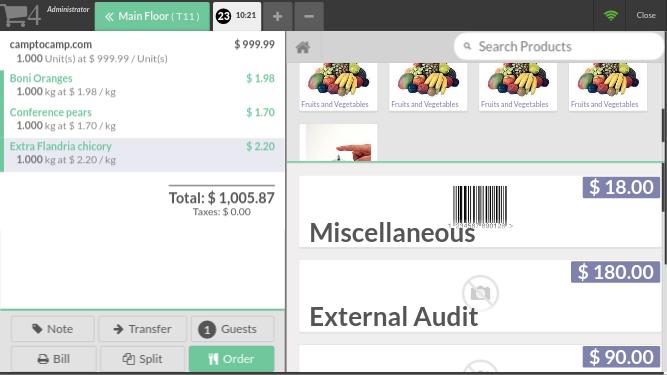 4
Administrator
Main Floor ( T11 )
23 10:21
Close
camptocamp.com $ 999.99
1.000 Unit(s) at $ 999.99 / Unit(s)
Boni Oranges $ 1.98
1.000 kg at $ 1.98 / kg
Conference pears $ 1.70
1.000 kg at $ 1.70 / kg
Extra Flandria chicory $ 2.20
1.000 kg at $ 2.20 / kg
Total: $ 1,005.87
Taxes: $ 0.00
Note
Transfer
1 Guests
Bill
Split
Order
Search Products
Fruits and Vegetables
Fruits and Vegetables
Fruits and Vegetables
Fruits and Vegetables
$ 18.00
Miscellaneous
$ 180.00
External Audit
$ 90.00